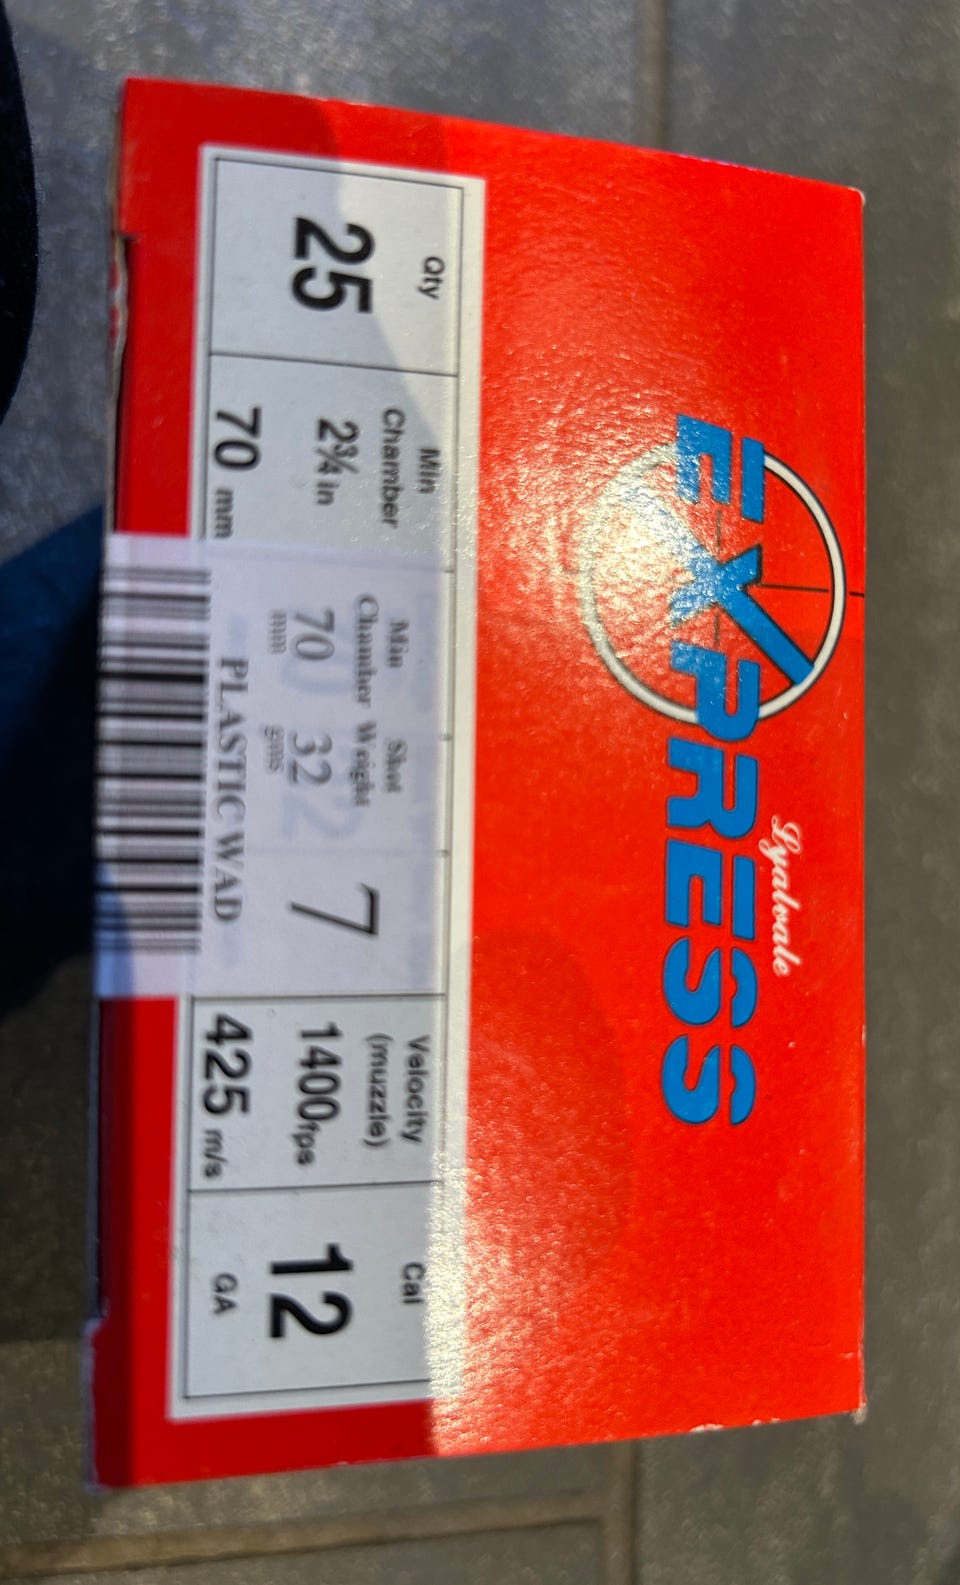 Lyalvale
EXPRESS
Qty
25
Min
Chamber
2¾ in
70 mm
Min
Chamber
70
mm
Shot
Weight
32
gms
7
PLASTIC WAD
Velocity
(muzzle)
1400fps
425 m/s
Cal
12
GA